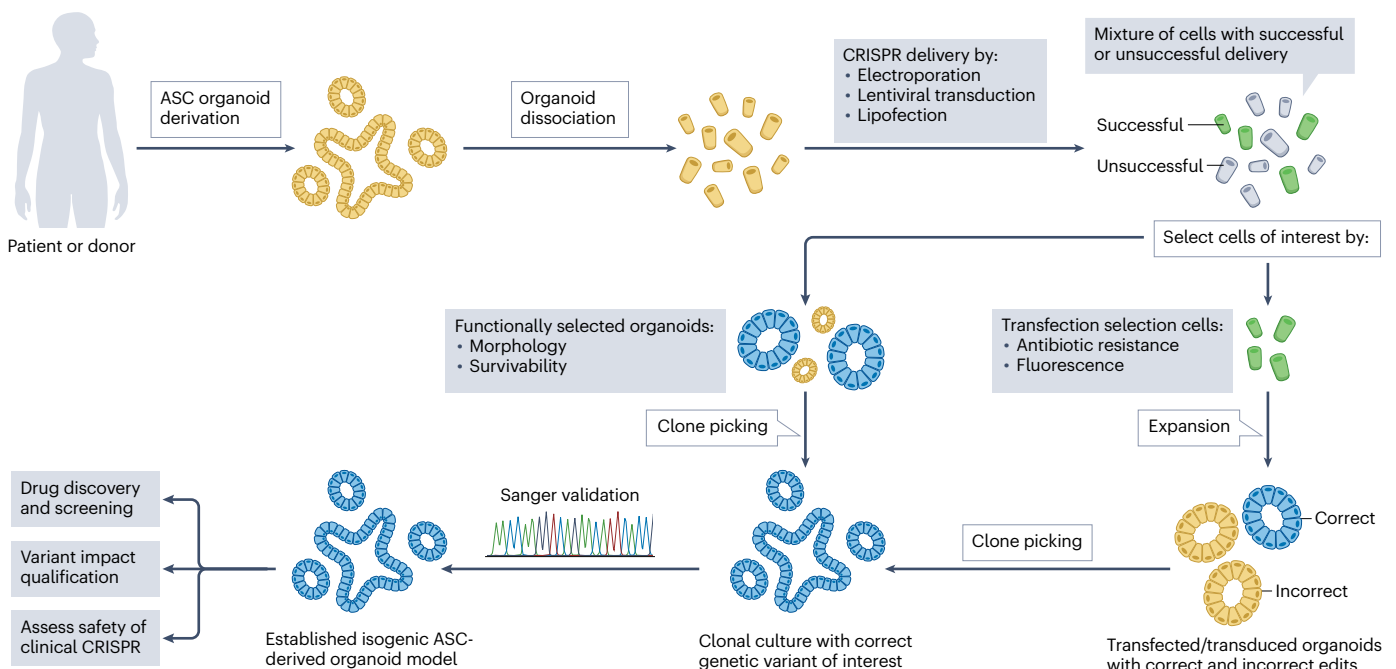 Patient or donor
ASC organoid
derivation
Organoid
dissociation
CRISPR delivery by:
• Electroporation
• Lentiviral transduction
• Lipofection
Mixture of cells with successful
or unsuccessful delivery
Successful
Unsuccessful
Select cells of interest by:
Functionally selected organoids:
• Morphology
• Survivability
Transfection selection cells:
• Antibiotic resistance
• Fluorescence
Clone picking
Expansion
Correct
Incorrect
Transfected/transduced organoids
with correct and incorrect edits
Clone picking
Clonal culture with correct
genetic variant of interest
Sanger validation
Established isogenic ASC-
derived organoid model
Drug discovery
and screening
Variant impact
qualification
Assess safety of
clinical CRISPR